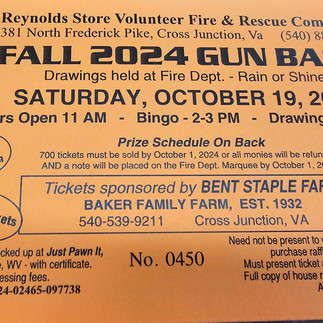 Reynolds Store Volunteer Fire & Rescue Com
381 North Frederick Pike, Cross Junction, VA (540) 8
FALL 2024 GUN BA
Drawings held at Fire Dept. - Rain or Shine
SATURDAY, OCTOBER 19, 20
rs Open 11 AM - Bingo - 2-3 PM - Drawing
Prize Schedule On Back
700 tickets must be sold by October 1, 2024 or all monies will be refun
AND a note will be placed on the Fire Dept. Marquee by October 1, 20
Tickets sponsored by BENT STAPLE FAR
BAKER FAMILY FARM, EST. 1932
540-539-9211 Cross Junction, VA
kets
icked up at Just Pawn It,
e, WV - with certificate.
essing fees.
24-02465-097738
No. 0450
Need not be present to
purchase raff
Must present ticket a
Full copy of house r
A